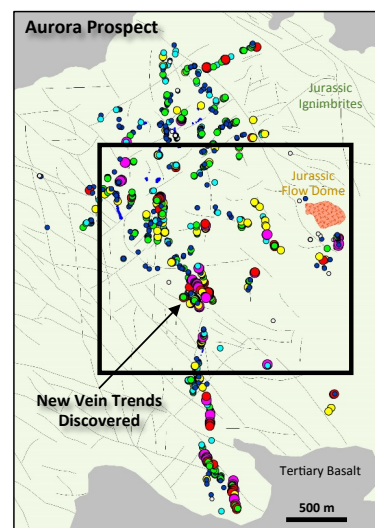 Aurora Prospect
Jurassic
Ignimbrites
Jurassic
Flow Dome
New Vein Trends
Discovered
Tertiary Basalt
500 m